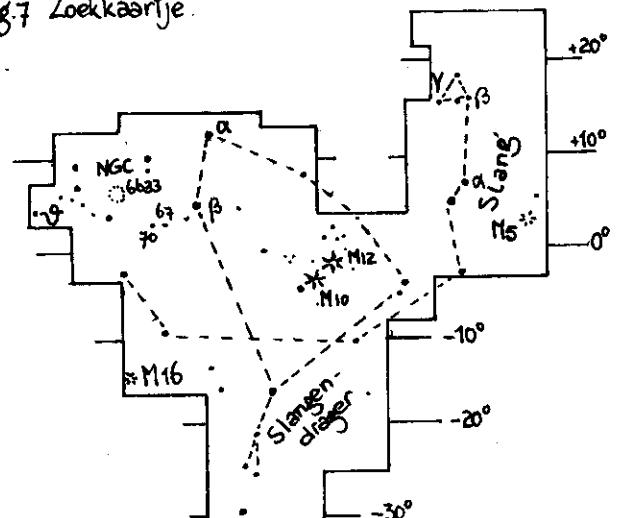 g.7 Zoekkaartje.
+20°
γ
β
α
+10°
Slang
α
NGC
6633
ϑ
67
70
β
M5
0°
M12
M10
-10°
M16
Slangen-
drager
-20°
-30°